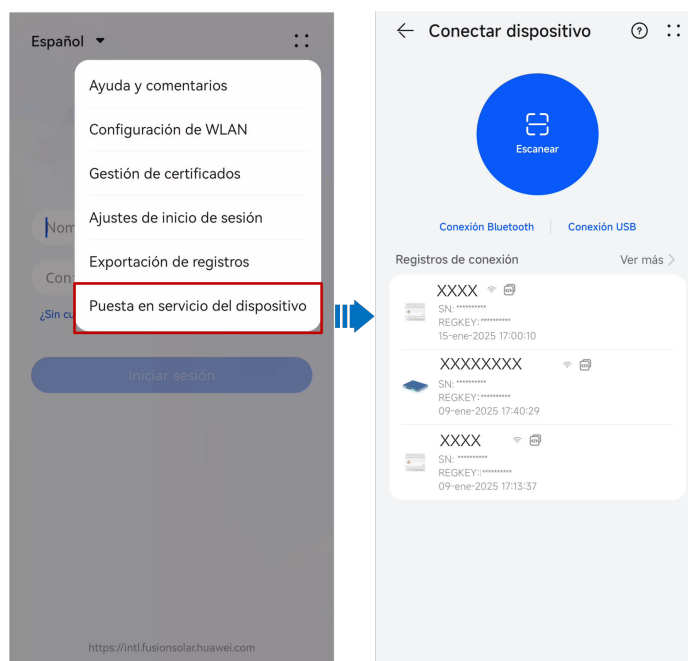 Español
Ayuda y comentarios
Configuración de WLAN
Gestión de certificados
Ajustes de inicio de sesión
Exportación de registros
Puesta en servicio del dispositivo
Nom
Con
¿Sin cu
Iniciar sesión
https://intl.fusionsolar.huawei.com
Conectar dispositivo
Escanear
Conexión Bluetooth
Conexión USB
Registros de conexión
Ver más
XXXX
SN: **********
REGKEY: **********
15-ene-2025 17:00:10
XXXXXXXX
SN: **********
REGKEY: **********
09-ene-2025 17:40:29
XXXX
SN: **********
REGKEY: **********
09-ene-2025 17:13:37